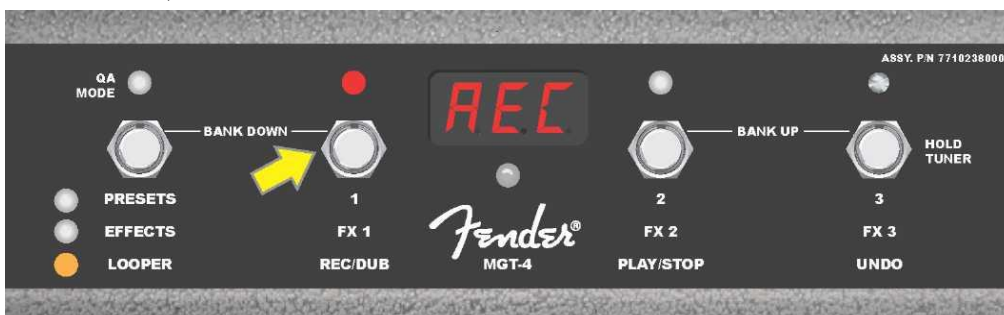 ASSY. P/N 7710238000
QA
MODE
BANK DOWN
AEC
BANK UP
HOLD
TUNER
PRESETS
1
2
3
EFFECTS
FX 1
Fender®
FX 2
FX 3
LOOPER
REC/DUB
MGT-4
PLAY/STOP
UNDO